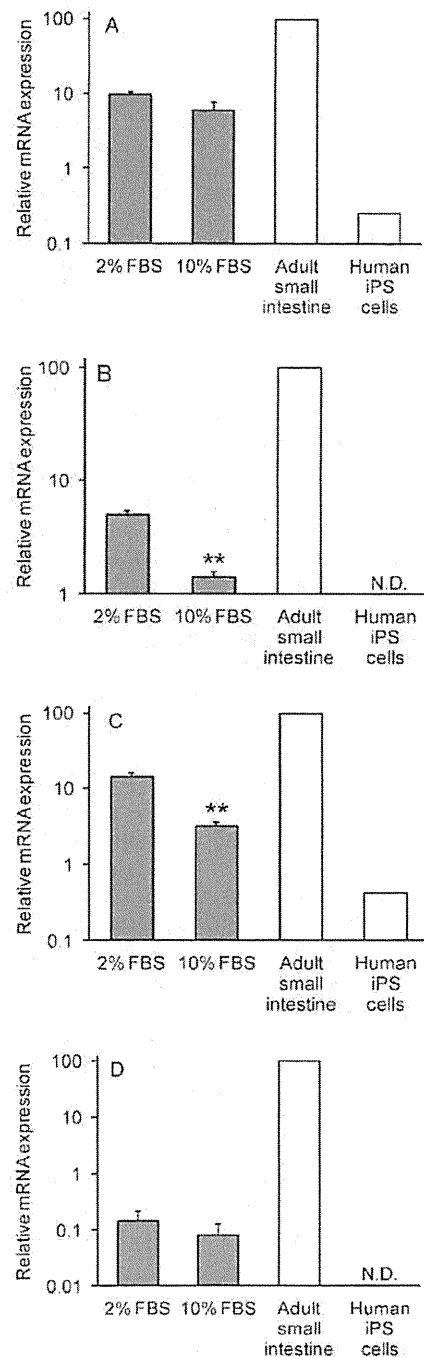 A
Relative mRNA expression
100
10
1
0.1
2% FBS 10% FBS Adult small intestine Human iPS cells
B
Relative mRNA expression
100
10
1
**
N.D.
2% FBS 10% FBS Adult small intestine Human iPS cells
C
Relative mRNA expression
100
10
1
0.1
**
2% FBS 10% FBS Adult small intestine Human iPS cells
D
Relative mRNA expression
100
10
1
0.1
0.01
N.D.
2% FBS 10% FBS Adult small intestine Human iPS cells